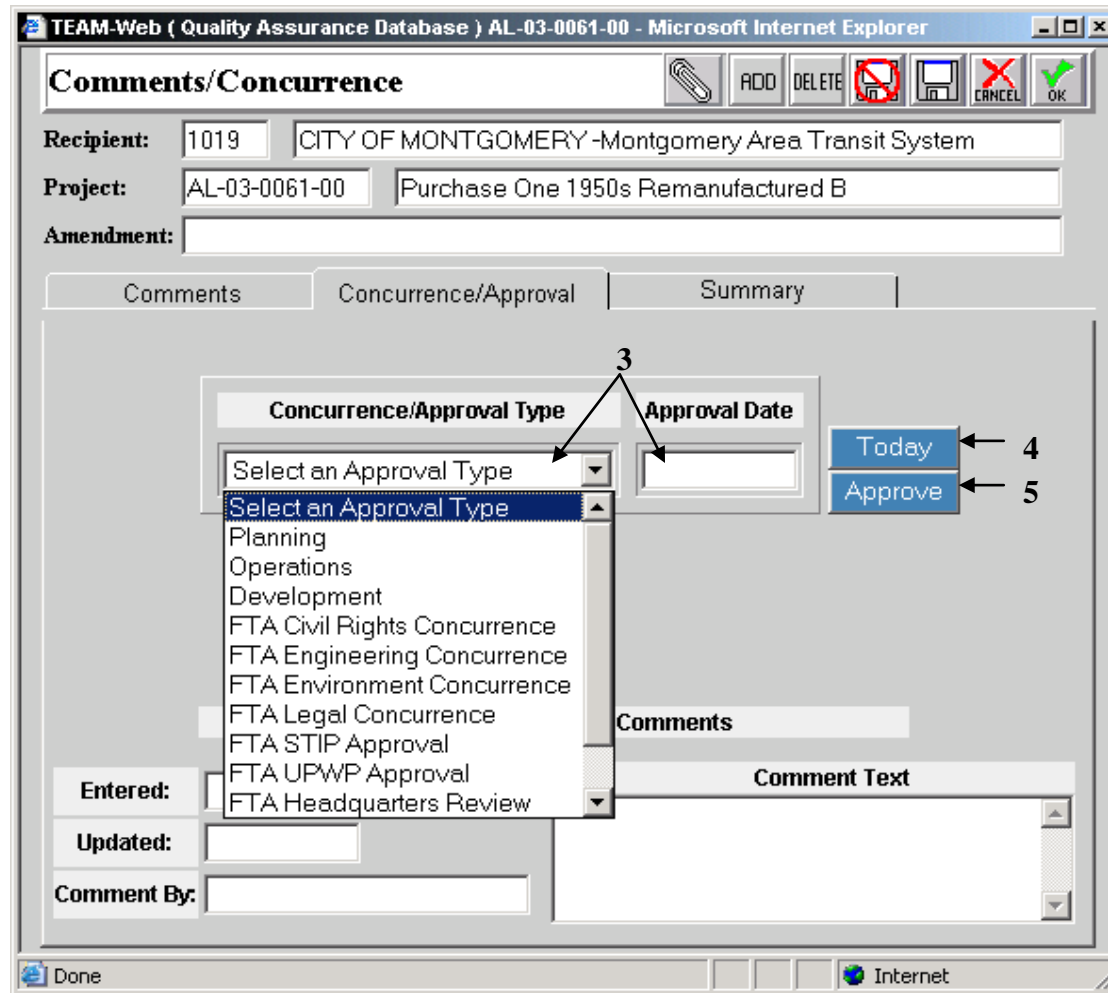 TEAM-Web ( Quality Assurance Database ) AL-03-0061-00 - Microsoft Internet Explorer
Comments/Concurrence ADD DELETE CANCEL OK
Recipient: 1019 CITY OF MONTGOMERY -Montgomery Area Transit System
Project: AL-03-0061-00 Purchase One 1950s Remanufactured B
Amendment:
Comments Concurrence/Approval Summary
3
Concurrence/Approval Type Approval Date
Today 4
Select an Approval Type
Approve 5
Select an Approval Type
Planning
Operations
Development
FTA Civil Rights Concurrence
FTA Engineering Concurrence
FTA Environment Concurrence
FTA Legal Concurrence
FTA STIP Approval
FTA UPWP Approval
FTA Headquarters Review
Comments
Comment Text
Entered:
Updated:
Comment By:
Done Internet